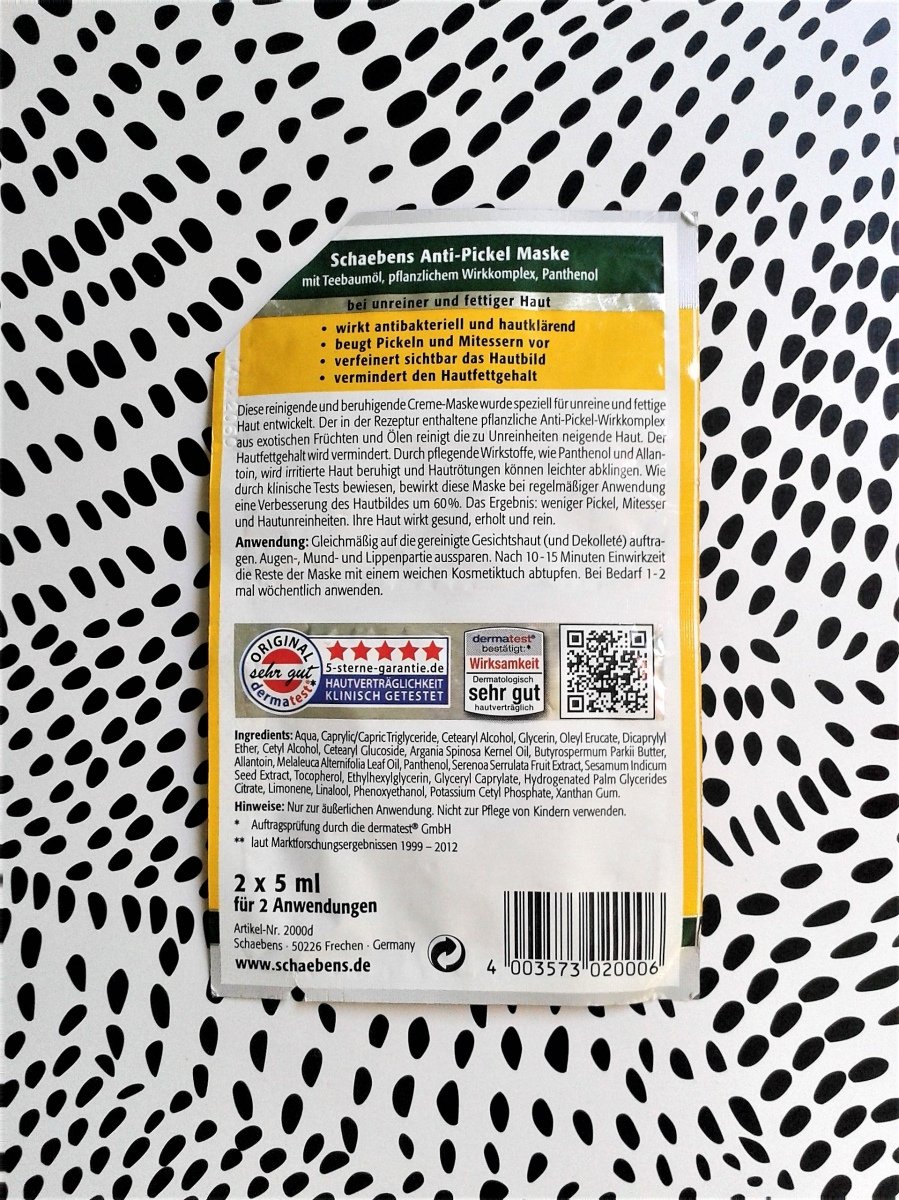 Schaebens Anti-Pickel Maske
mit Teebaumöl, pflanzlichem Wirkkomplex, Panthenol
bei unreiner und fettiger Haut
• wirkt antibakteriell und hautklärend
• beugt Pickeln und Mitessern vor
• verfeinert sichtbar das Hautbild
• vermindert den Hautfettgehalt
Diese reinigende und beruhigende Creme-Maske wurde speziell für unreine und fettige
Haut entwickelt. Der in der Rezeptur enthaltene pflanzliche Anti-Pickel-Wirkkomplex
aus exotischen Früchten und Ölen reinigt die zu Unreinheiten neigende Haut. Der
Hautfettgehalt wird vermindert. Durch pflegende Wirkstoffe, wie Panthenol und Allan-
toin, wird irritierte Haut beruhigt und Hautrötungen können leichter abklingen. Wie
durch klinische Tests bewiesen, bewirkt diese Maske bei regelmäßiger Anwendung
eine Verbesserung des Hautbildes um 60%. Das Ergebnis: weniger Pickel, Mitesser
und Hautunreinheiten. Ihre Haut wirkt gesund, erholt und rein.
Anwendung: Gleichmäßig auf die gereinigte Gesichtshaut (und Dekolleté) auftra-
gen. Augen-, Mund- und Lippenpartie aussparen. Nach 10-15 Minuten Einwirkzeit
die Reste der Maske mit einem weichen Kosmetiktuch abtupfen. Bei Bedarf 1-2
mal wöchentlich anwenden.
ORIGINAL
sehr gut
dermatest®
5-sterne-garantie.de
HAUTVERTRÄGLICHKEIT
KLINISCH GETESTET
dermatest®
bestätigt:*
Wirksamkeit
Dermatologisch
sehr gut
hautverträglich
Ingredients: Aqua, Caprylic/Capric Triglyceride, Cetearyl Alcohol, Glycerin, Oleyl Erucate, Dicaprylyl
Ether, Cetyl Alcohol, Cetearyl Glucoside, Argania Spinosa Kernel Oil, Butyrospermum Parkii Butter,
Allantoin, Melaleuca Alternifolia Leaf Oil, Panthenol, Serenoa Serrulata Fruit Extract, Sesamum Indicum
Seed Extract, Tocopherol, Ethylhexylglycerin, Glyceryl Caprylate, Hydrogenated Palm Glycerides
Citrate, Limonene, Linalool, Phenoxyethanol, Potassium Cetyl Phosphate, Xanthan Gum.
Hinweise: Nur zur äußerlichen Anwendung. Nicht zur Pflege von Kindern verwenden.
* Auftragsprüfung durch die dermatest® GmbH
** laut Marktforschungsergebnissen 1999 – 2012
2 x 5 ml
für 2 Anwendungen
Artikel-Nr. 2000d
Schaebens · 50226 Frechen · Germany
www.schaebens.de
4 003573 020006